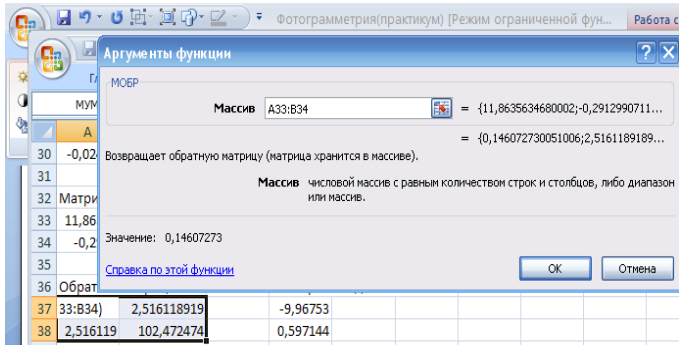 Фотограмметрия(практикум) [Режим ограниченной фун... Работа с
Аргументы функции
МОБР
Массив A33:B34 = {11,8635634680002;-0,2912990711...
= {0,146072730051006;2,5161189189...
Возвращает обратную матрицу (матрица хранится в массиве).
Массив числовой массив с равным количеством строк и столбцов, либо диапазон
или массив.
Значение: 0,14607273
Справка по этой функции
ОК Отмена
A
30 -0,02
31
32 Матри
33 11,86
34 -0,2
35
36 Обрат
37 33:B34) 2,516118919 -9,96753
38 2,516119 102,472474 0,597144